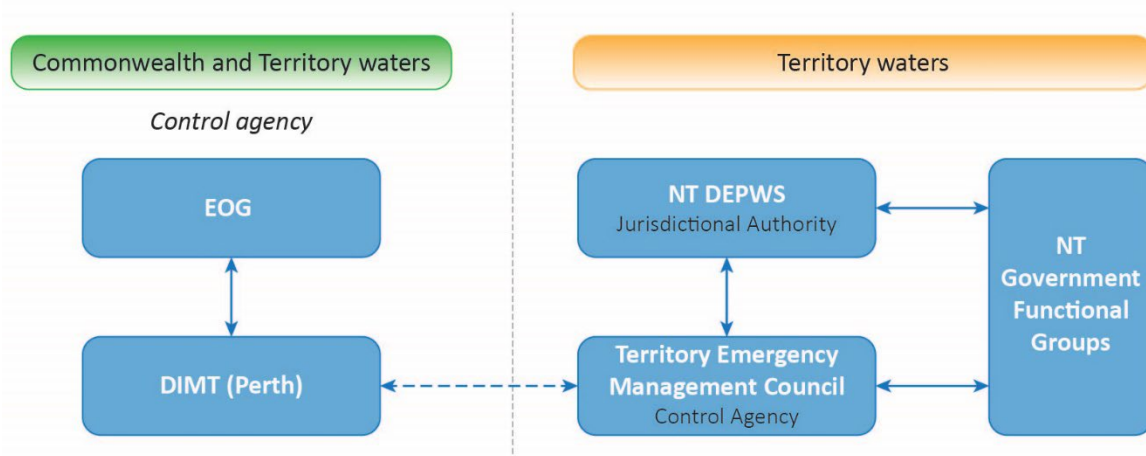 Commonwealth and Territory waters
Territory waters
Control agency
EOG
NT DEPWS
Jurisdictional Authority
NT
Government
Functional
Groups
DIMT (Perth)
Territory Emergency
Management Council
Control Agency